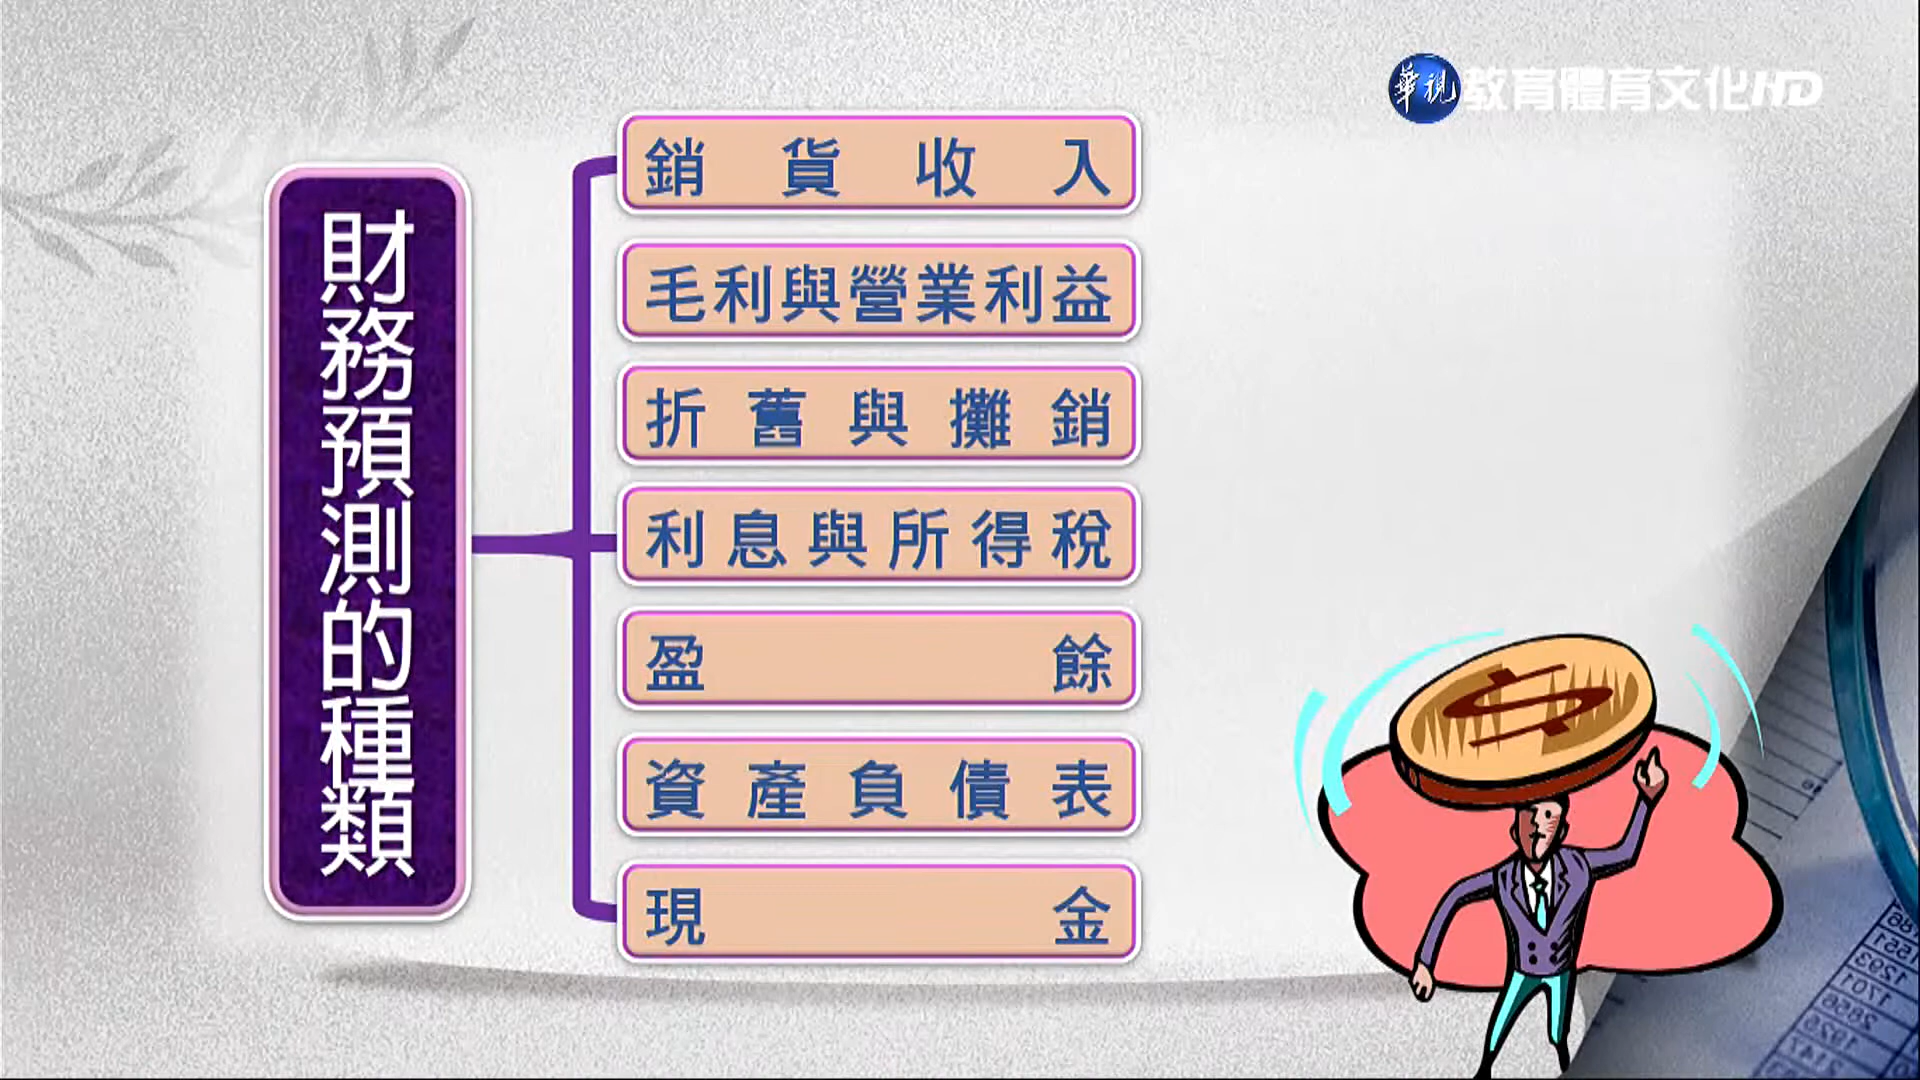 華視 教育體育文化HD
財務預測的種類
銷貨收入
毛利與營業利益
折舊與攤銷
利息與所得稅
盈餘
資產負債表
現金